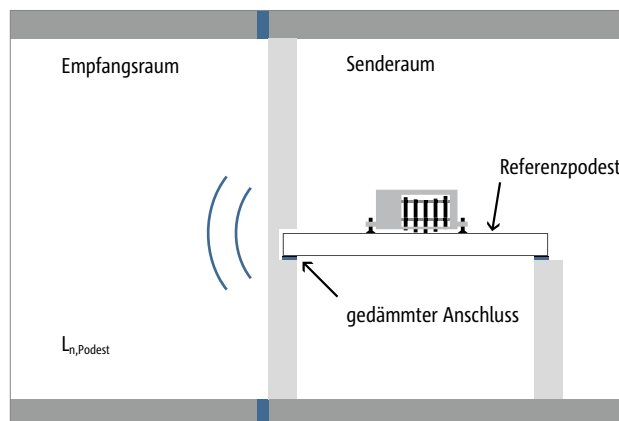 Empfangsraum
Senderaum
Referenzpodest
gedämmter Anschluss
Ln,Podest